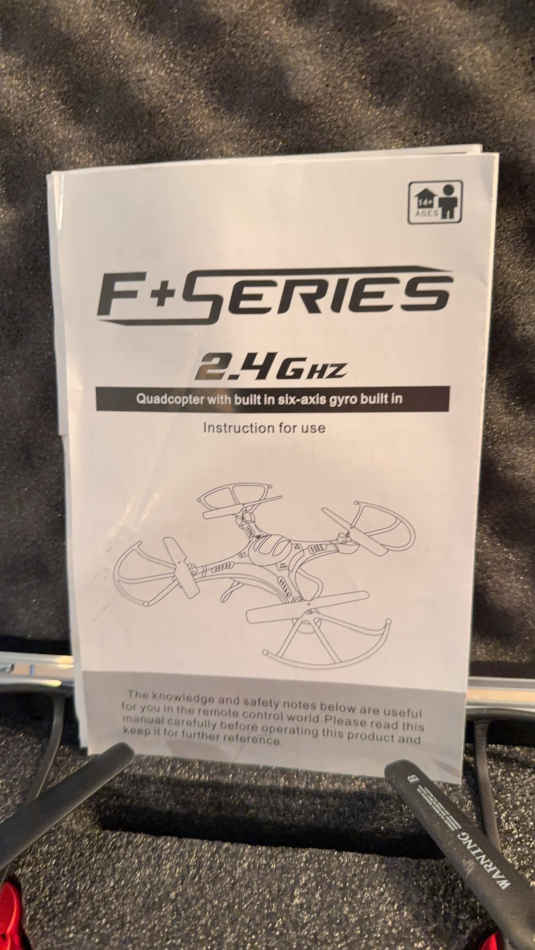 14+
AGES
F+SERIES
2.4GHZ
Quadcopter with built in six-axis gyro built in
Instruction for use
The knowledge and safety notes below are useful
for you in the remote control world.Please read this
manual carefully before operating this product and
keep it for further reference.
B
WARNING